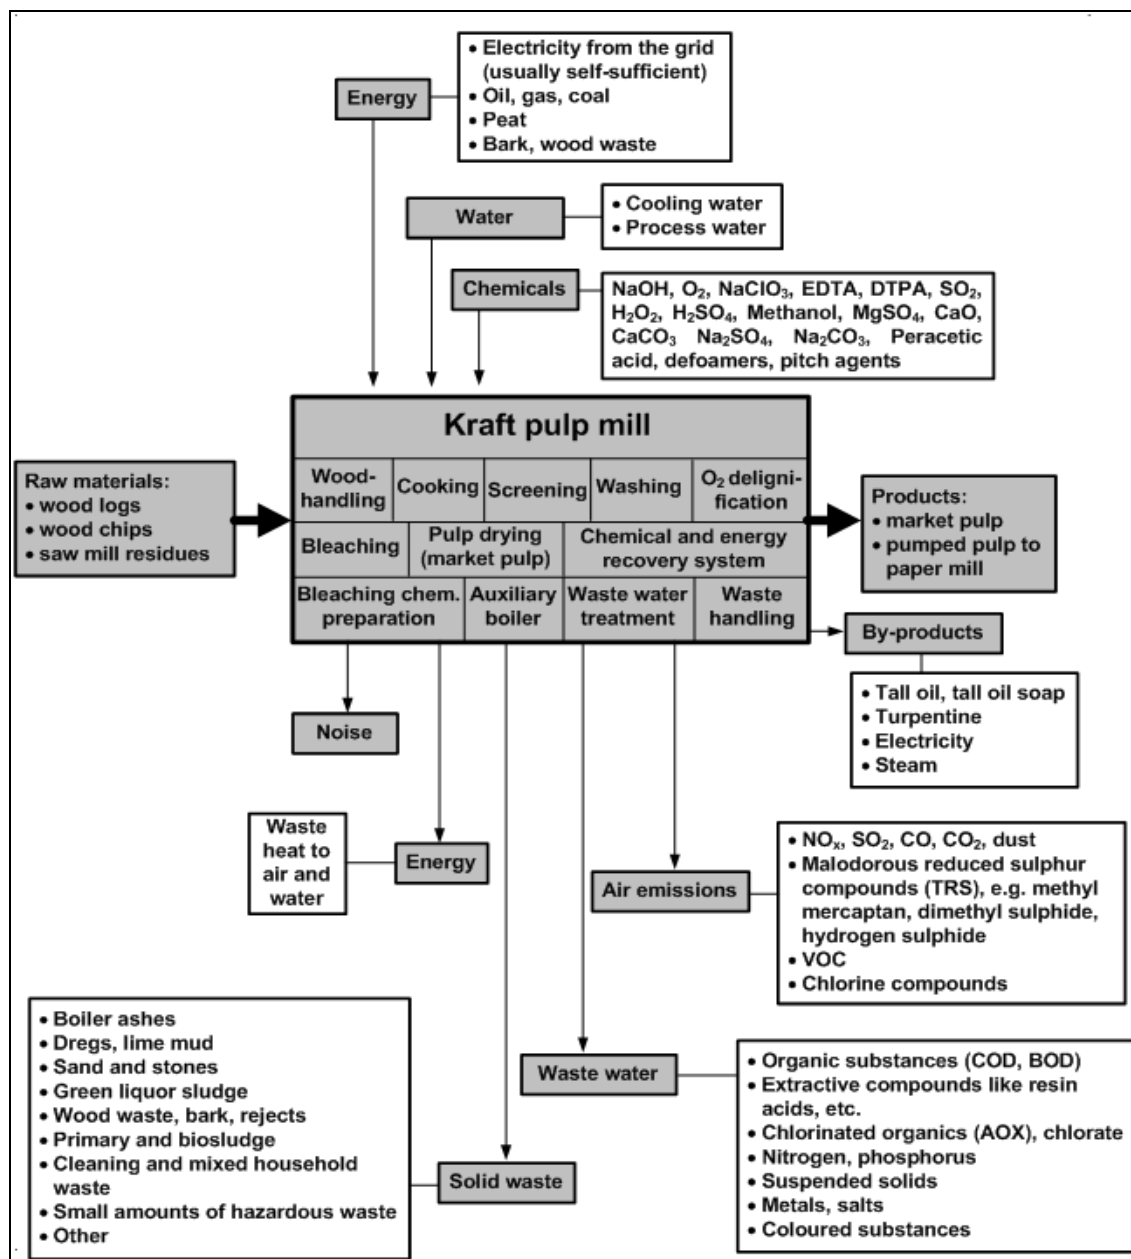 • Electricity from the grid
(usually self-sufficient)
• Oil, gas, coal
• Peat
• Bark, wood waste
Energy
Water
• Cooling water
• Process water
Chemicals
NaOH, O₂, NaClO₃, EDTA, DTPA, SO₂,
H₂O₂, H₂SO₄, Methanol, MgSO₄, CaO,
CaCO₃ Na₂SO₄, Na₂CO₃, Peracetic
acid, defoamers, pitch agents
Kraft pulp mill
Wood-
handling
Cooking
Screening
Washing
O₂ deligni-
fication
Bleaching
Pulp drying
(market pulp)
Chemical and energy
recovery system
Bleaching chem.
preparation
Auxiliary
boiler
Waste water
treatment
Waste
handling
Raw materials:
• wood logs
• wood chips
• saw mill residues
Products:
• market pulp
• pumped pulp to
paper mill
By-products
• Tall oil, tall oil soap
• Turpentine
• Electricity
• Steam
Noise
Waste
heat to
air and
water
Energy
Air emissions
• NOₓ, SO₂, CO, CO₂, dust
• Malodorous reduced sulphur
compounds (TRS), e.g. methyl
mercaptan, dimethyl sulphide,
hydrogen sulphide
• VOC
• Chlorine compounds
• Boiler ashes
• Dregs, lime mud
• Sand and stones
• Green liquor sludge
• Wood waste, bark, rejects
• Primary and biosludge
• Cleaning and mixed household
waste
• Small amounts of hazardous waste
• Other
Solid waste
Waste water
• Organic substances (COD, BOD)
• Extractive compounds like resin
acids, etc.
• Chlorinated organics (AOX), chlorate
• Nitrogen, phosphorus
• Suspended solids
• Metals, salts
• Coloured substances